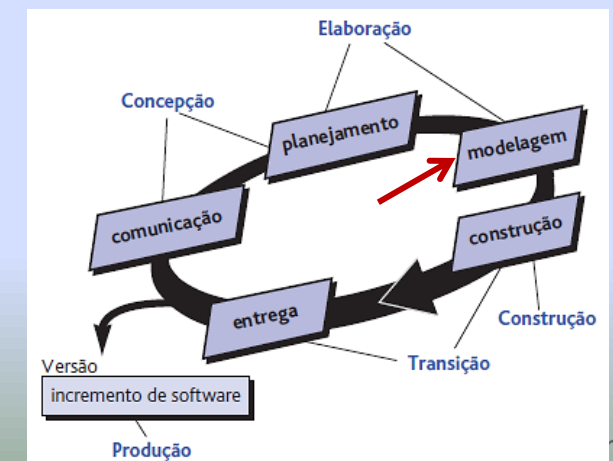 Elaboração
Concepção
planejamento
modelagem
comunicação
construção
entrega
Construção
Transição
Versão
incremento de software
Produção